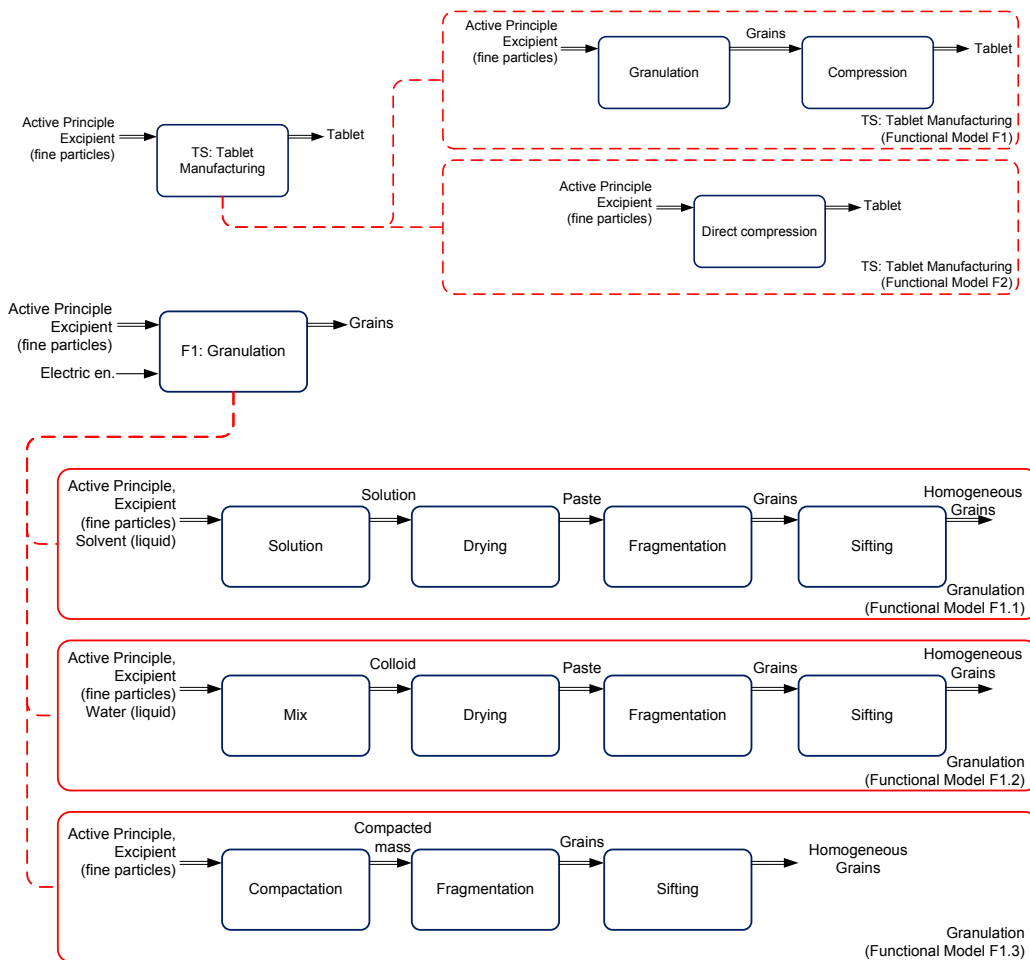 Active Principle
Excipient
(fine particles)
TS: Tablet
Manufacturing
Tablet
Active Principle
Excipient
(fine particles)
Granulation
Grains
Compression
Tablet
TS: Tablet Manufacturing
(Functional Model F1)
Active Principle
Excipient
(fine particles)
Direct compression
Tablet
TS: Tablet Manufacturing
(Functional Model F2)
Active Principle
Excipient
(fine particles)
Electric en.
F1: Granulation
Grains
Active Principle,
Excipient
(fine particles)
Solvent (liquid)
Solution
Solution
Drying
Paste
Fragmentation
Grains
Sifting
Homogeneous
Grains
Granulation
(Functional Model F1.1)
Active Principle,
Excipient
(fine particles)
Water (liquid)
Mix
Colloid
Drying
Paste
Fragmentation
Grains
Sifting
Homogeneous
Grains
Granulation
(Functional Model F1.2)
Active Principle,
Excipient
(fine particles)
Compactation
Compacted
mass
Fragmentation
Grains
Sifting
Homogeneous
Grains
Granulation
(Functional Model F1.3)